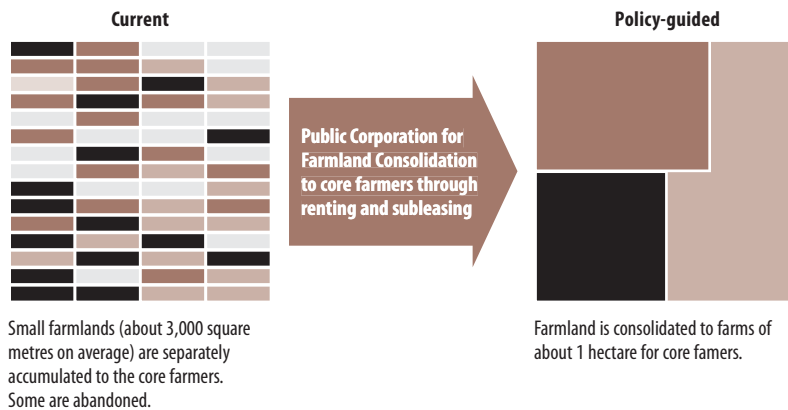 Current
Policy-guided
Public Corporation for
Farmland Consolidation
to core farmers through
renting and subleasing
Small farmlands (about 3,000 square
metres on average) are separately
accumulated to the core farmers.
Some are abandoned.
Farmland is consolidated to farms of
about 1 hectare for core famers.